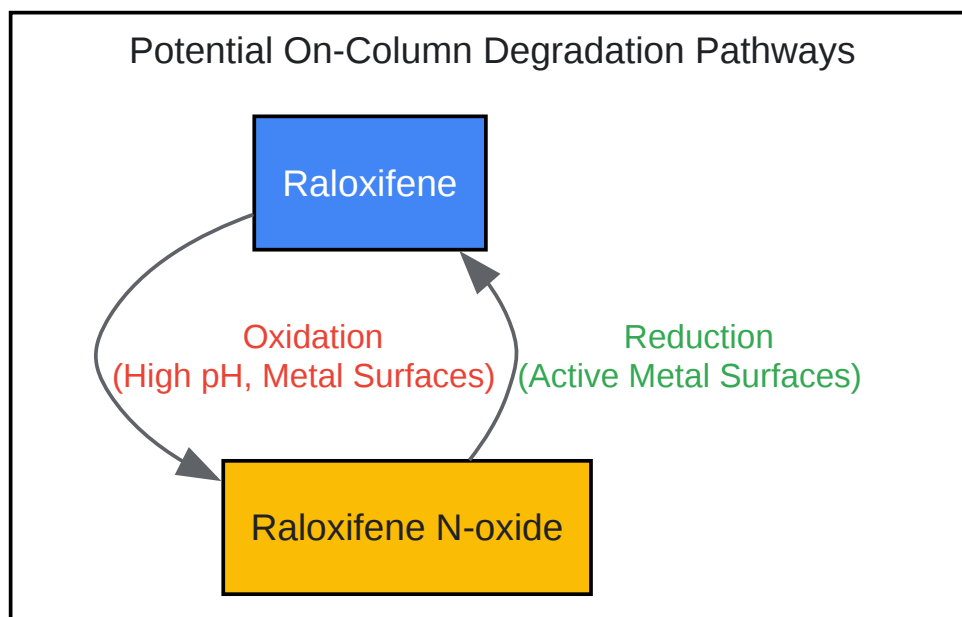 Potential On-Column Degradation Pathways
Raloxifene
Oxidation
(High pH, Metal Surfaces)
Reduction
(Active Metal Surfaces)
Raloxifene N-oxide